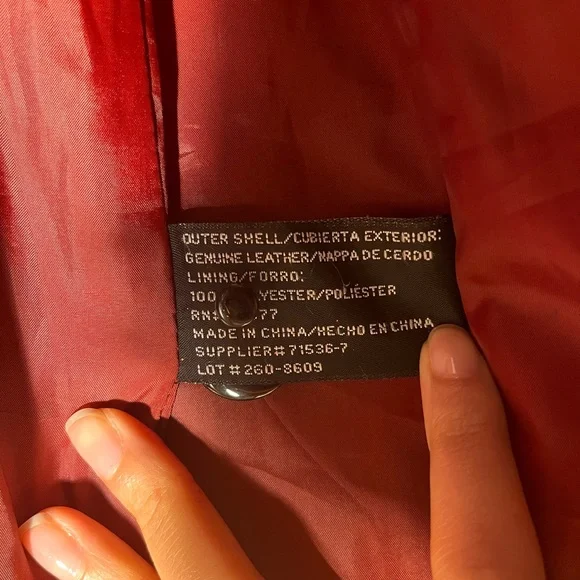 OUTER SHELL/CUBIERTA EXTERIOR:
GENUINE LEATHER/NAPPA DE CERDO
LINING/FORRO:
100 YESTER/POLIÉSTER
RN 77
MADE IN CHINA/HECHO EN CHINA
SUPPLIER# 71536-7
LOT # 260-8609